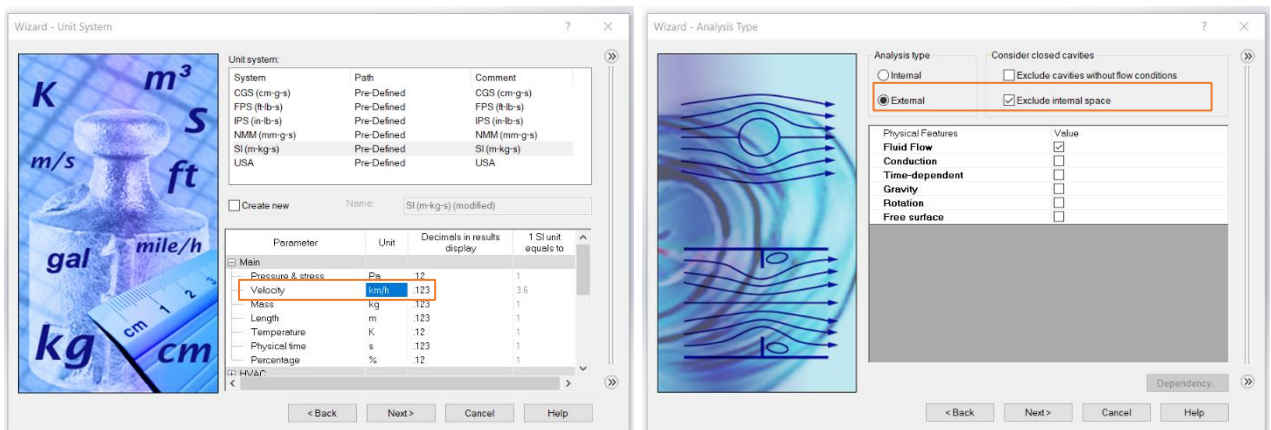 Wizard - Unit System ? ×
K
m³
S
m/s
ft
gal
mile/h
kg
cm
cm 1 2 3
Unit system:
System Path Comment
CGS (cm-g-s) Pre-Defined CGS (cm-g-s)
FPS (ft-lb-s) Pre-Defined FPS (ft-lb-s)
IPS (in-lb-s) Pre-Defined IPS (in-lb-s)
NMM (mm-g-s) Pre-Defined NMM (mm-g-s)
SI (m-kg-s) Pre-Defined SI (m-kg-s)
USA Pre-Defined USA
Create new Name: SI (m-kg-s) (modified)
Parameter Unit Decimals in results display 1 SI unit equals to
Main
Pressure & stress Pa .12 1
Velocity km/h .123 3.6
Mass kg .123 1
Length m .123 1
Temperature K .12 1
Physical time s .123 1
Percentage % .12 1
HVAC
< Back Next > Cancel Help
Wizard - Analysis Type ? ×
Analysis type Consider closed cavities
Internal Exclude cavities without flow conditions
External Exclude internal space
Physical Features Value
Fluid Flow
Conduction
Time-dependent
Gravity
Rotation
Free surface
Dependency...
< Back Next > Cancel Help